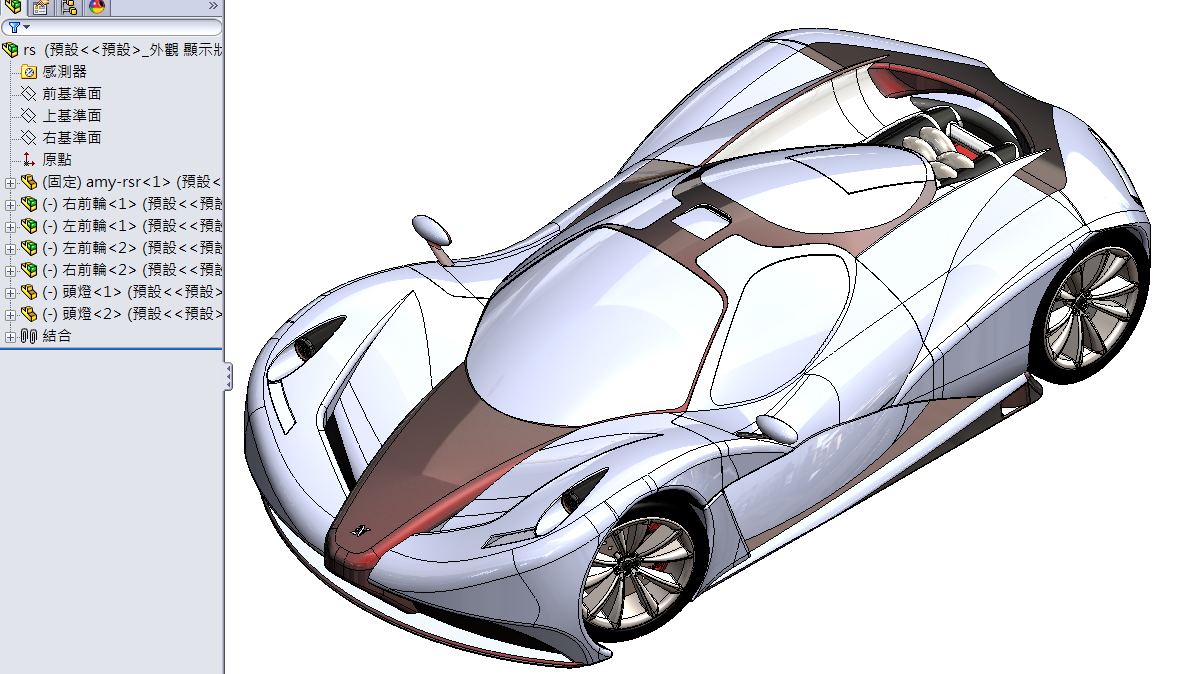 rs (預設<<預設>_外觀 顯示狀
感測器
前基準面
上基準面
右基準面
原點
(固定) amy-rsr<1> (預設<
(-) 右前輪<1> (預設<<預設
(-) 左前輪<1> (預設<<預設
(-) 左前輪<2> (預設<<預設
(-) 右前輪<2> (預設<<預設
(-) 頭燈<1> (預設<<預設>
(-) 頭燈<2> (預設<<預設>
結合